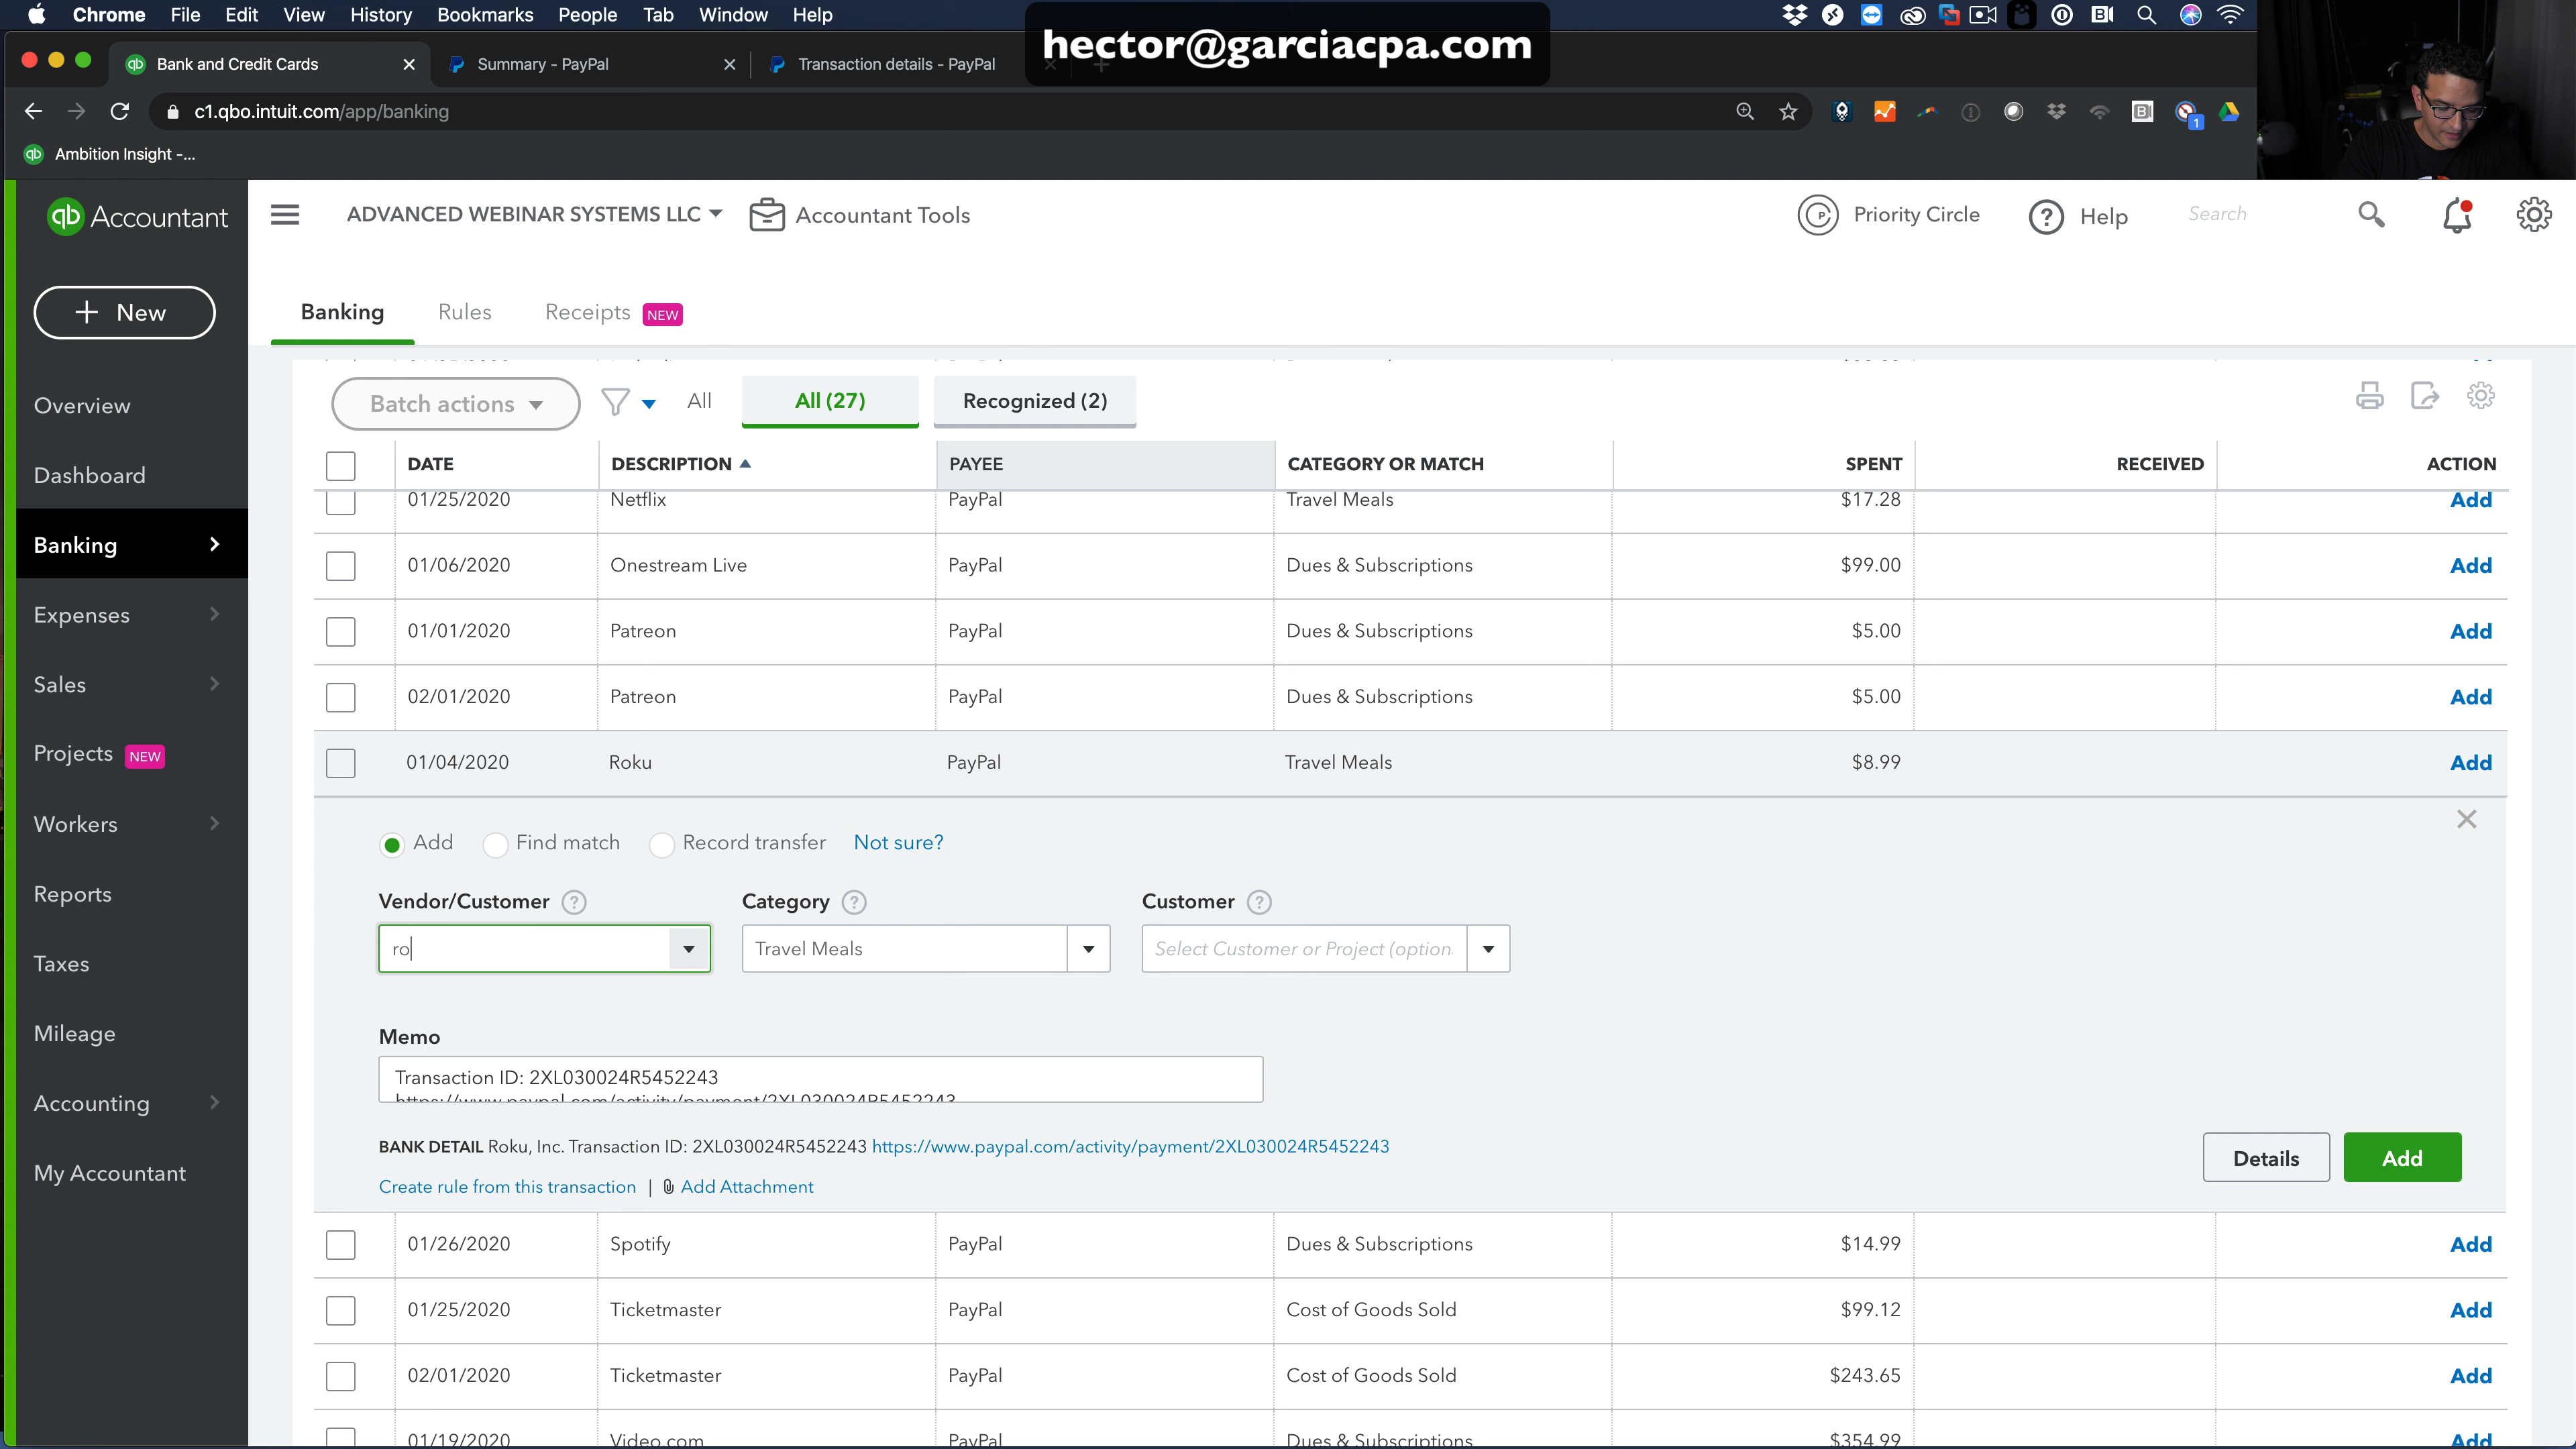 Chrome File Edit View History Bookmarks People Tab Window Help
hector@garciacpa.com
Bank and Credit Cards
Summary - PayPal
Transaction details - PayPal
c1.qbo.intuit.com/app/banking
1
qb Ambition Insight -...
qb Accountant
ADVANCED WEBINAR SYSTEMS LLC
Accountant Tools
Priority Circle
Help
Search
+ New
Banking Rules Receipts NEW
Overview
Dashboard
Banking
Expenses
Sales
Projects NEW
Workers
Reports
Taxes
Mileage
Accounting
My Accountant
Batch actions All All (27) Recognized (2)
DATE DESCRIPTION PAYEE CATEGORY OR MATCH SPENT RECEIVED ACTION
01/25/2020 Netflix PayPal Travel Meals $17.28 Add
01/06/2020 Onestream Live PayPal Dues & Subscriptions $99.00 Add
01/01/2020 Patreon PayPal Dues & Subscriptions $5.00 Add
02/01/2020 Patreon PayPal Dues & Subscriptions $5.00 Add
01/04/2020 Roku PayPal Travel Meals $8.99 Add
Add Find match Record transfer Not sure?
Vendor/Customer ? Category ? Customer ?
ro Travel Meals Select Customer or Project (option
Memo
Transaction ID: 2XL030024R5452243
https://www.paypal.com/activity/payment/2XL030024R5452243
BANK DETAIL Roku, Inc. Transaction ID: 2XL030024R5452243 https://www.paypal.com/activity/payment/2XL030024R5452243
Details Add
Create rule from this transaction | Add Attachment
01/26/2020 Spotify PayPal Dues & Subscriptions $14.99 Add
01/25/2020 Ticketmaster PayPal Cost of Goods Sold $99.12 Add
02/01/2020 Ticketmaster PayPal Cost of Goods Sold $243.65 Add
01/19/2020 Video.com PayPal Dues & Subscriptions $354.99 Add